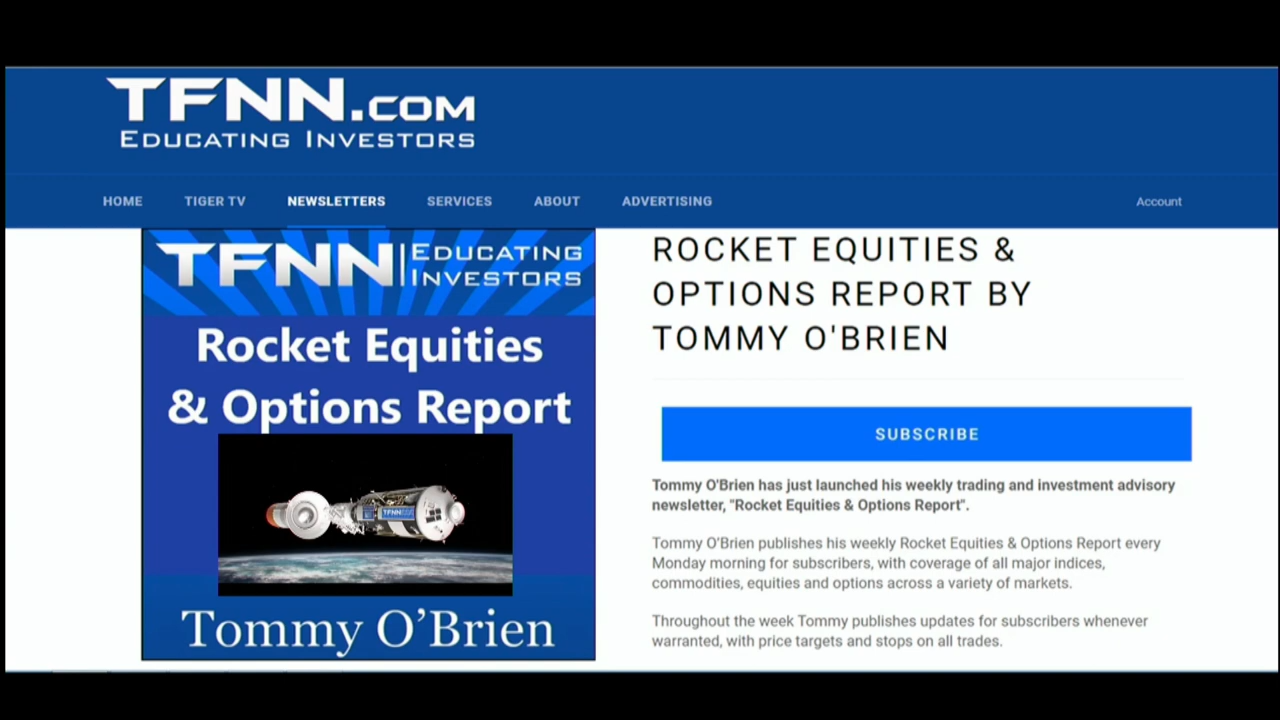 TFNN.COM
EDUCATING INVESTORS
HOME TIGER TV NEWSLETTERS SERVICES ABOUT ADVERTISING Account
TFNN EDUCATING
INVESTORS
Rocket Equities
& Options Report
TFNN
Tommy O’Brien
ROCKET EQUITIES &
OPTIONS REPORT BY
TOMMY O'BRIEN
SUBSCRIBE
Tommy O'Brien has just launched his weekly trading and investment advisory
newsletter, "Rocket Equities & Options Report".
Tommy O'Brien publishes his weekly Rocket Equities & Options Report every
Monday morning for subscribers, with coverage of all major indices,
commodities, equities and options across a variety of markets.
Throughout the week Tommy publishes updates for subscribers whenever
warranted, with price targets and stops on all trades.